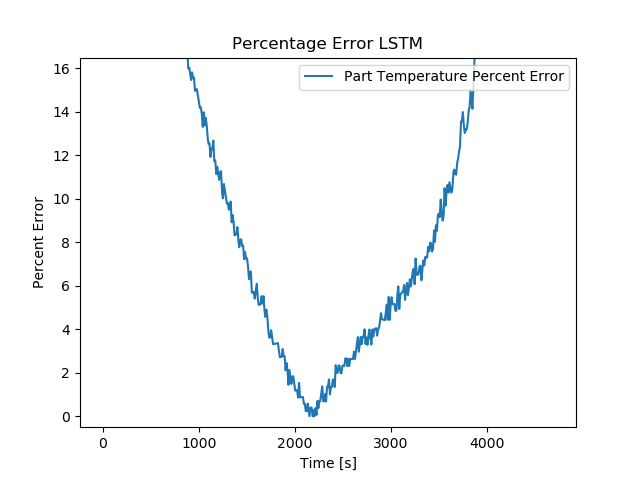 Percentage Error LSTM
Part Temperature Percent Error
Percent Error
16
14
12
10
8
6
4
2
0
0 1000 2000 3000 4000
Time [s]